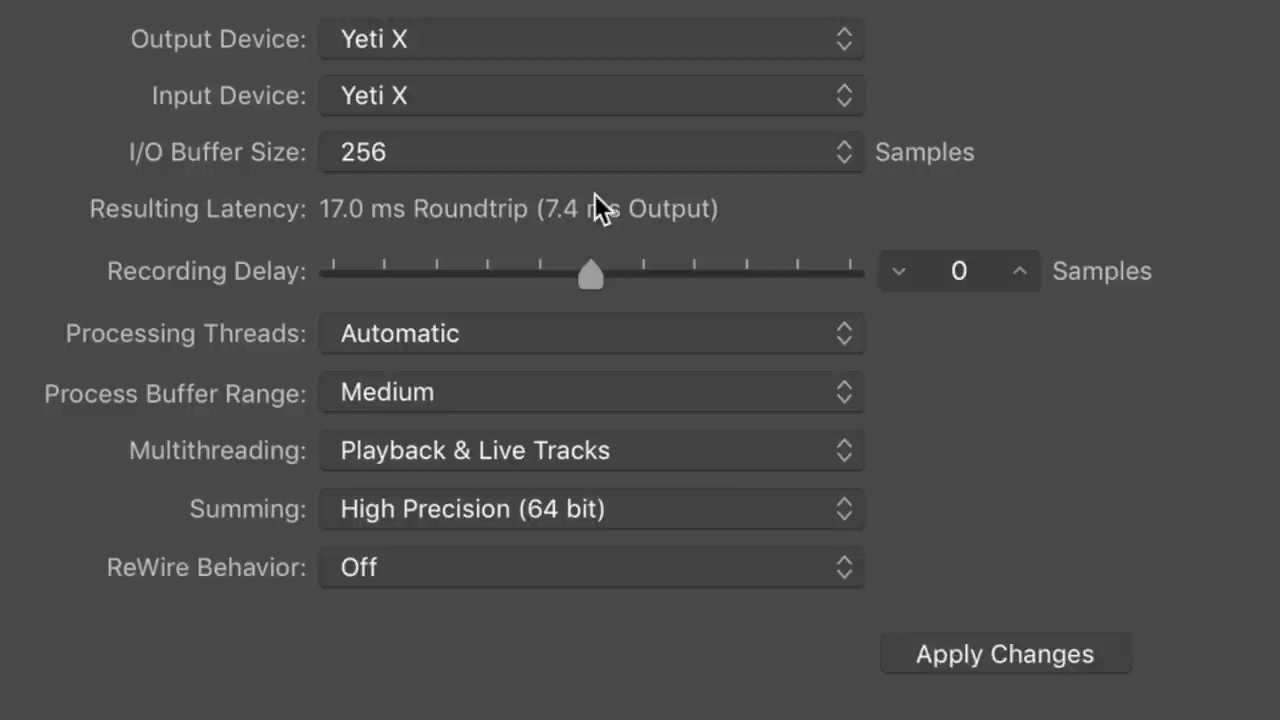 Output Device: Yeti X
Input Device: Yeti X
I/O Buffer Size: 256 Samples
Resulting Latency: 17.0 ms Roundtrip (7.4 ms Output)
Recording Delay: 0 Samples
Processing Threads: Automatic
Process Buffer Range: Medium
Multithreading: Playback & Live Tracks
Summing: High Precision (64 bit)
ReWire Behavior: Off
Apply Changes